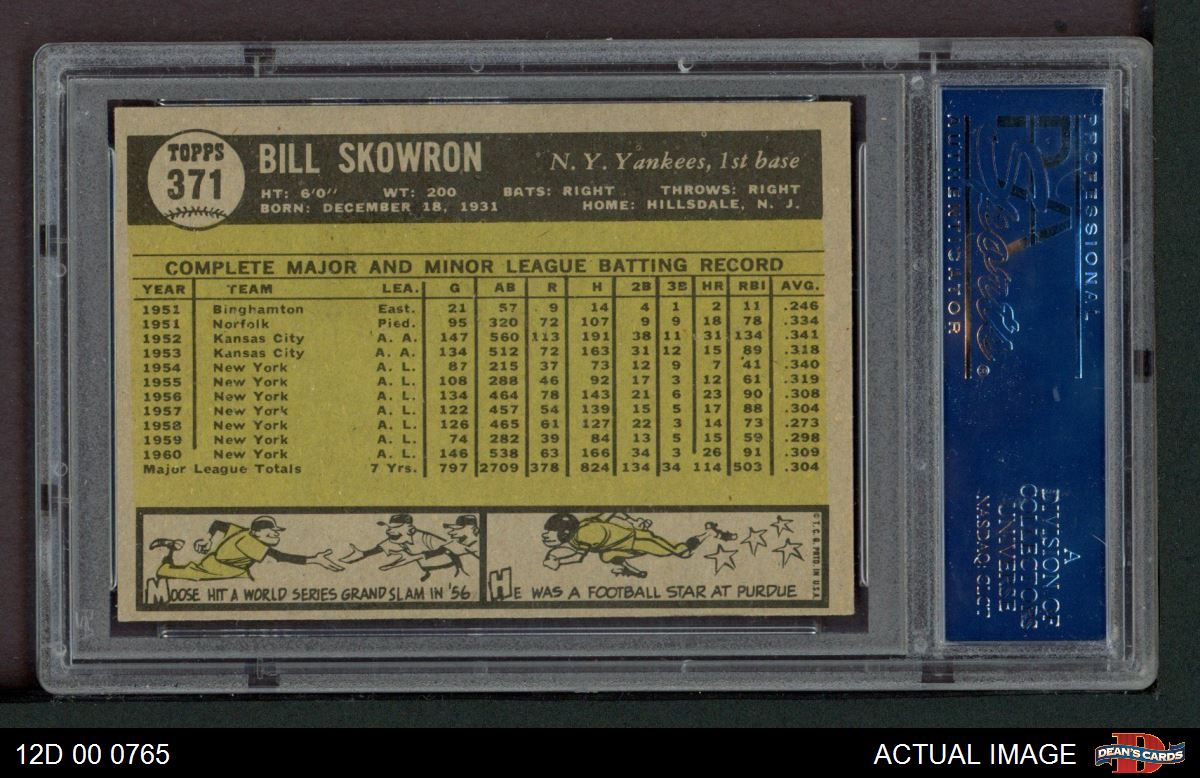 TOPPS
371
BILL SKOWRON
N. Y. Yankees, 1st base
HT: 6'0" WT: 200 BATS: RIGHT THROWS: RIGHT
BORN: DECEMBER 18, 1931 HOME: HILLSDALE, N. J.
COMPLETE MAJOR AND MINOR LEAGUE BATTING RECORD
YEAR TEAM LEA. G AB R H 2B 3B HR RBI AVG.
1951 Binghamton East. 21 57 9 14 4 1 2 11 .246
1951 Norfolk Pied. 95 320 72 107 9 9 18 78 .334
1952 Kansas City A. A. 147 560 113 191 38 11 31 134 .341
1953 Kansas City A. A. 134 512 72 163 31 12 15 89 .318
1954 New York A. L. 87 215 37 73 12 9 7 41 .340
1955 New York A. L. 108 288 46 92 17 3 12 61 .319
1956 New York A. L. 134 464 78 143 21 6 23 90 .308
1957 New York A. L. 122 457 54 139 15 5 17 88 .304
1958 New York A. L. 126 465 61 127 22 3 14 73 .273
1959 New York A. L. 74 282 39 84 13 5 15 59 .298
1960 New York A. L. 146 538 63 166 34 3 26 91 .309
Major League Totals 7 Yrs. 797 2709 378 824 134 34 114 503 .304
MOOSE HIT A WORLD SERIES GRAND SLAM IN '56
HE WAS A FOOTBALL STAR AT PURDUE
© T.C.G. PRTD. IN U.S.A.
PROFESSIONAL
PSA
Sports®
AUTHENTICATOR
A
DIVISION OF
COLLECTORS
UNIVERSE
NASDAQ: CLCT
12D 00 0765
ACTUAL IMAGE
D
DEAN'S CARDS